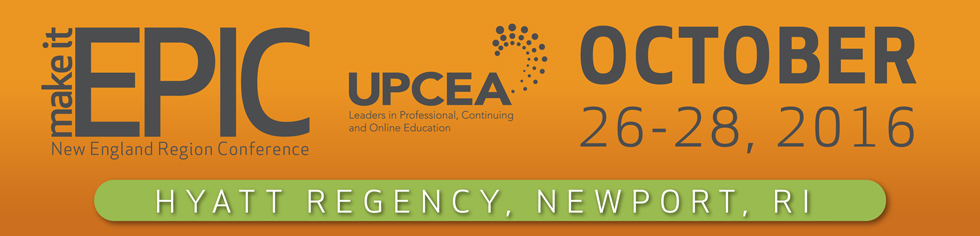 make it
EPIC
New England Region Conference
UPCEA
Leaders in Professional, Continuing
and Online Education
OCTOBER
26-28, 2016
HYATT REGENCY, NEWPORT, RI